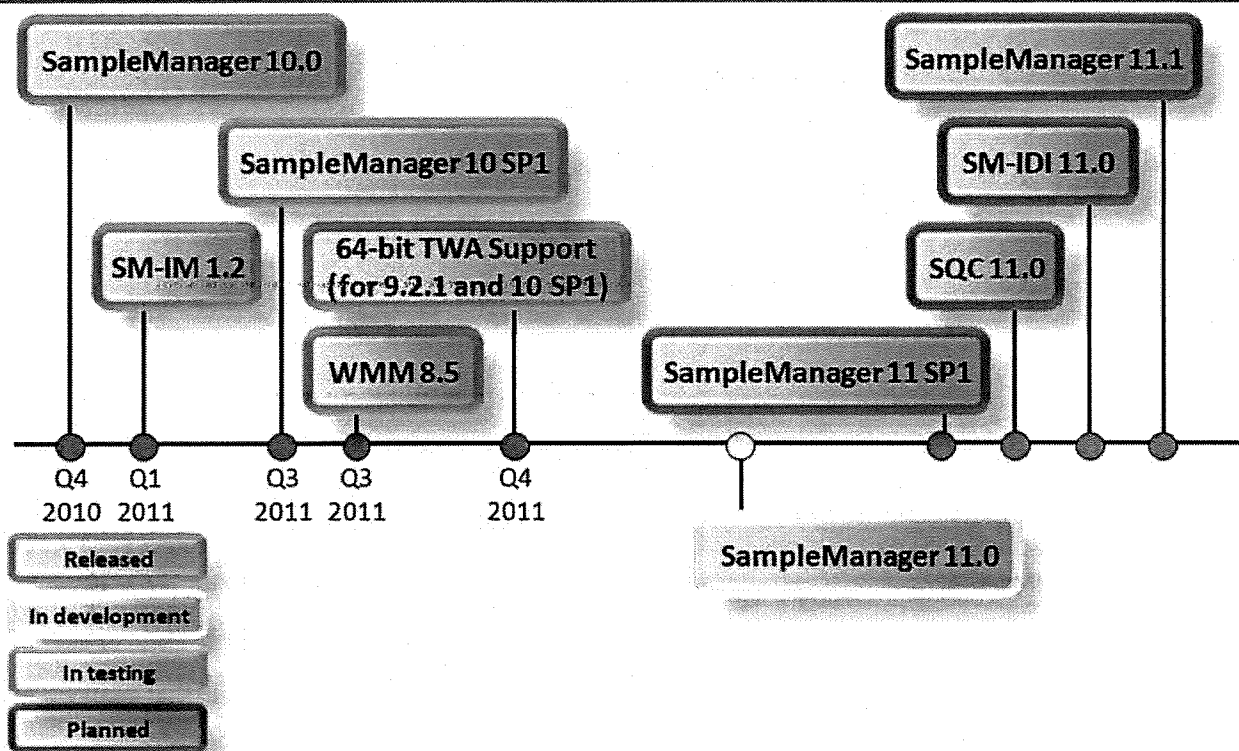 SampleManager 10.0
SampleManager 11.1
SampleManager 10 SP1
SM-IDI 11.0
SM-IM 1.2
64-bit TWA Support
(for 9.2.1 and 10 SP1)
SQC 11.0
WMM 8.5
SampleManager 11 SP1
Q4
2010
Q1
2011
Q3
2011
Q3
2011
Q4
2011
SampleManager 11.0
Released
In development
In testing
Planned